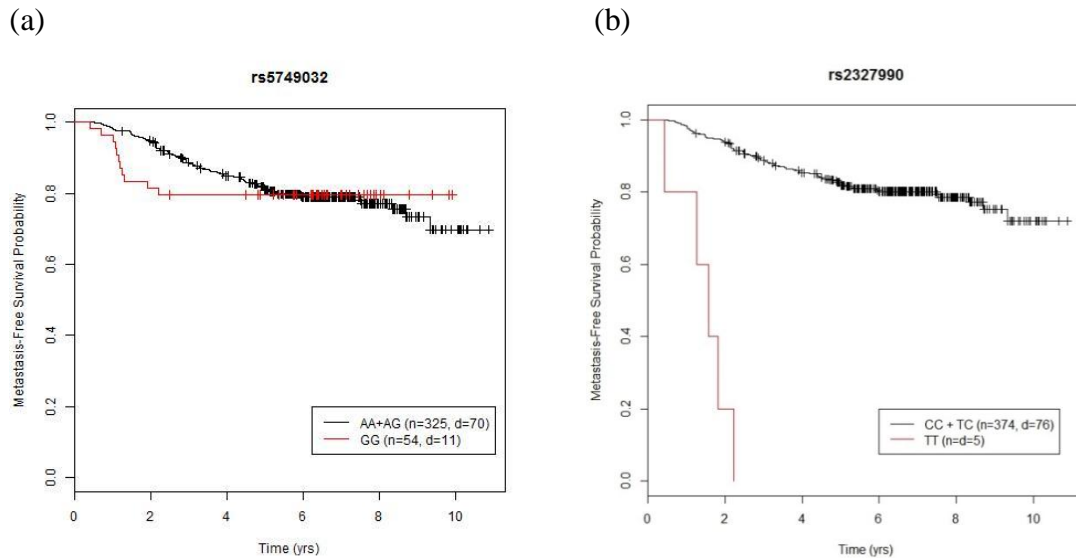 (a)
rs5749032
Metastasis-Free Survival Probability
1.0
0.8
0.6
0.4
0.2
0.0
AA+AG (n=325, d=70)
GG (n=54, d=11)
0 2 4 6 8 10
Time (yrs)
(b)
rs2327990
Metastasis-Free Survival Probability
1.0
0.8
0.6
0.4
0.2
0.0
CC + TC (n=374, d=76)
TT (n=d=5)
0 2 4 6 8 10
Time (yrs)